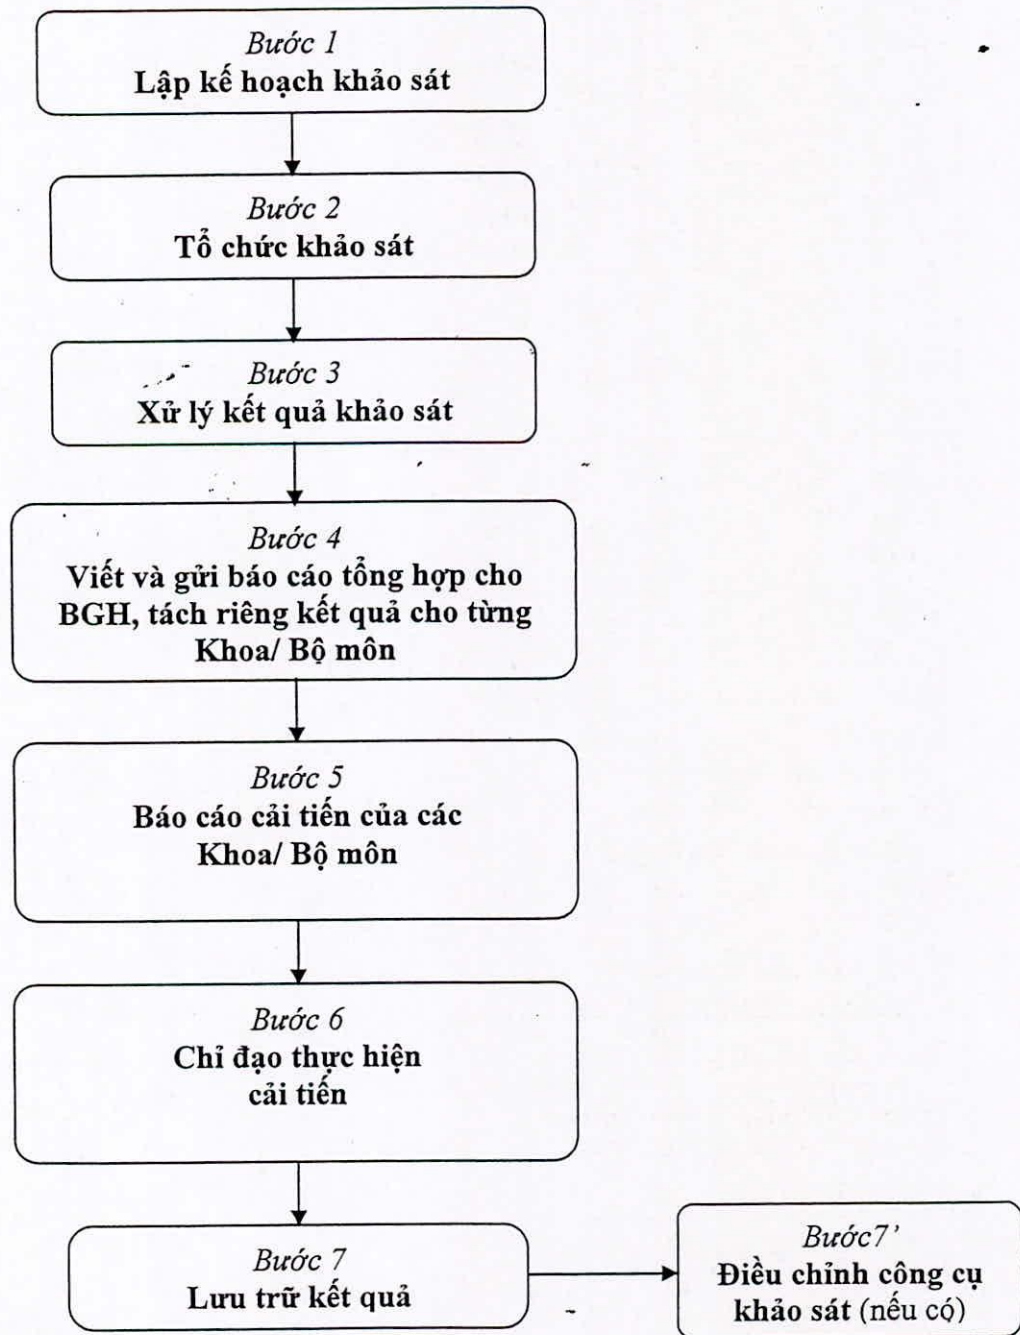 Bước 1
Lập kế hoạch khảo sát
Bước 2
Tổ chức khảo sát
Bước 3
Xử lý kết quả khảo sát
Bước 4
Viết và gửi báo cáo tổng hợp cho
BGH, tách riêng kết quả cho từng
Khoa/ Bộ môn
Bước 5
Báo cáo cải tiến của các
Khoa/ Bộ môn
Bước 6
Chỉ đạo thực hiện
cải tiến
Bước 7
Lưu trữ kết quả
Bước7’
Điều chỉnh công cụ
khảo sát (nếu có)